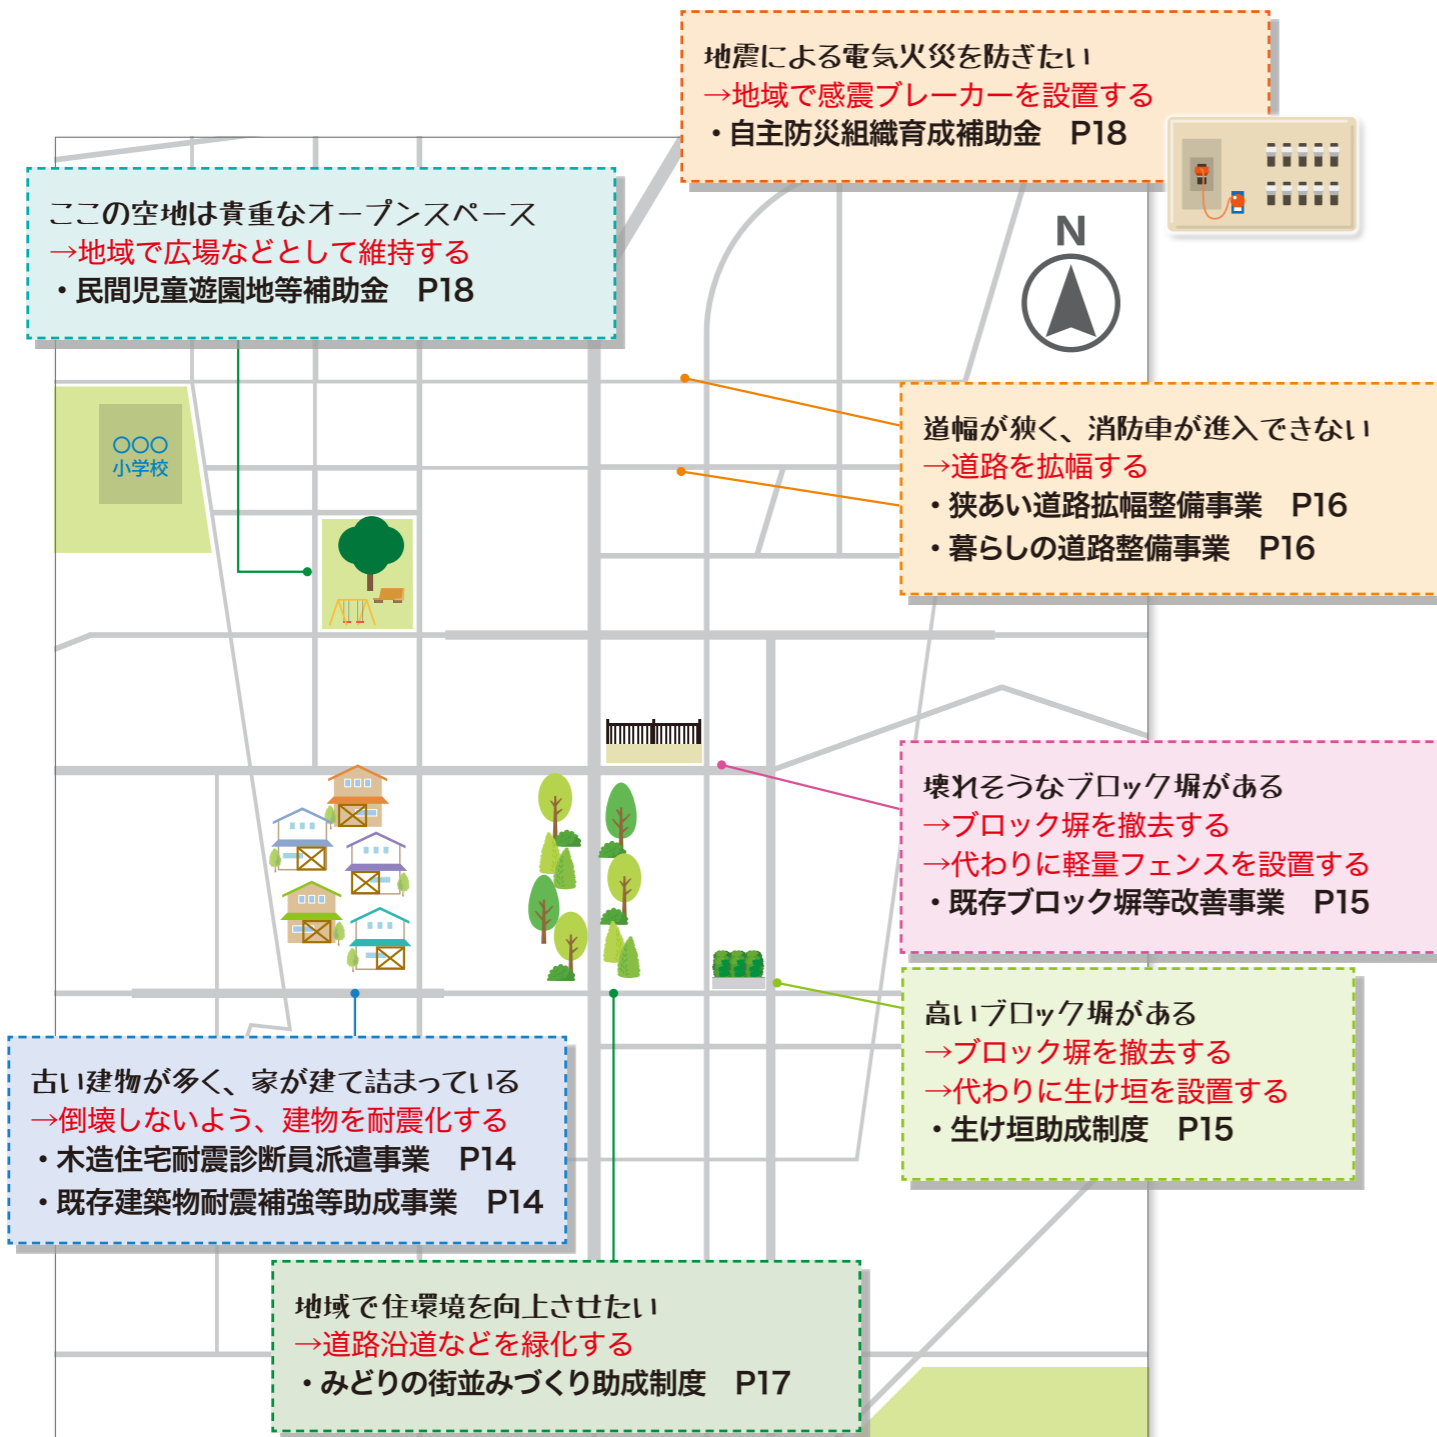 地震による電気火災を防ぎたい
→地域で感震ブレーカーを設置する
・自主防災組織育成補助金　P18
ここの空地は貴重なオープンスペース
→地域で広場などとして維持する
・民間児童遊園地等補助金　P18
N
〇〇〇
小学校
道幅が狭く、消防車が進入できない
→道路を拡幅する
・狭あい道路拡幅整備事業　P16
・暮らしの道路整備事業　P16
壊れそうなブロック塀がある
→ブロック塀を撤去する
→代わりに軽量フェンスを設置する
・既存ブロック塀等改善事業　P15
高いブロック塀がある
→ブロック塀を撤去する
→代わりに生け垣を設置する
・生け垣助成制度　P15
古い建物が多く、家が建て詰まっている
→倒壊しないよう、建物を耐震化する
・木造住宅耐震診断員派遣事業　P14
・既存建築物耐震補強等助成事業　P14
地域で住環境を向上させたい
→道路沿道などを緑化する
・みどりの街並みづくり助成制度　P17